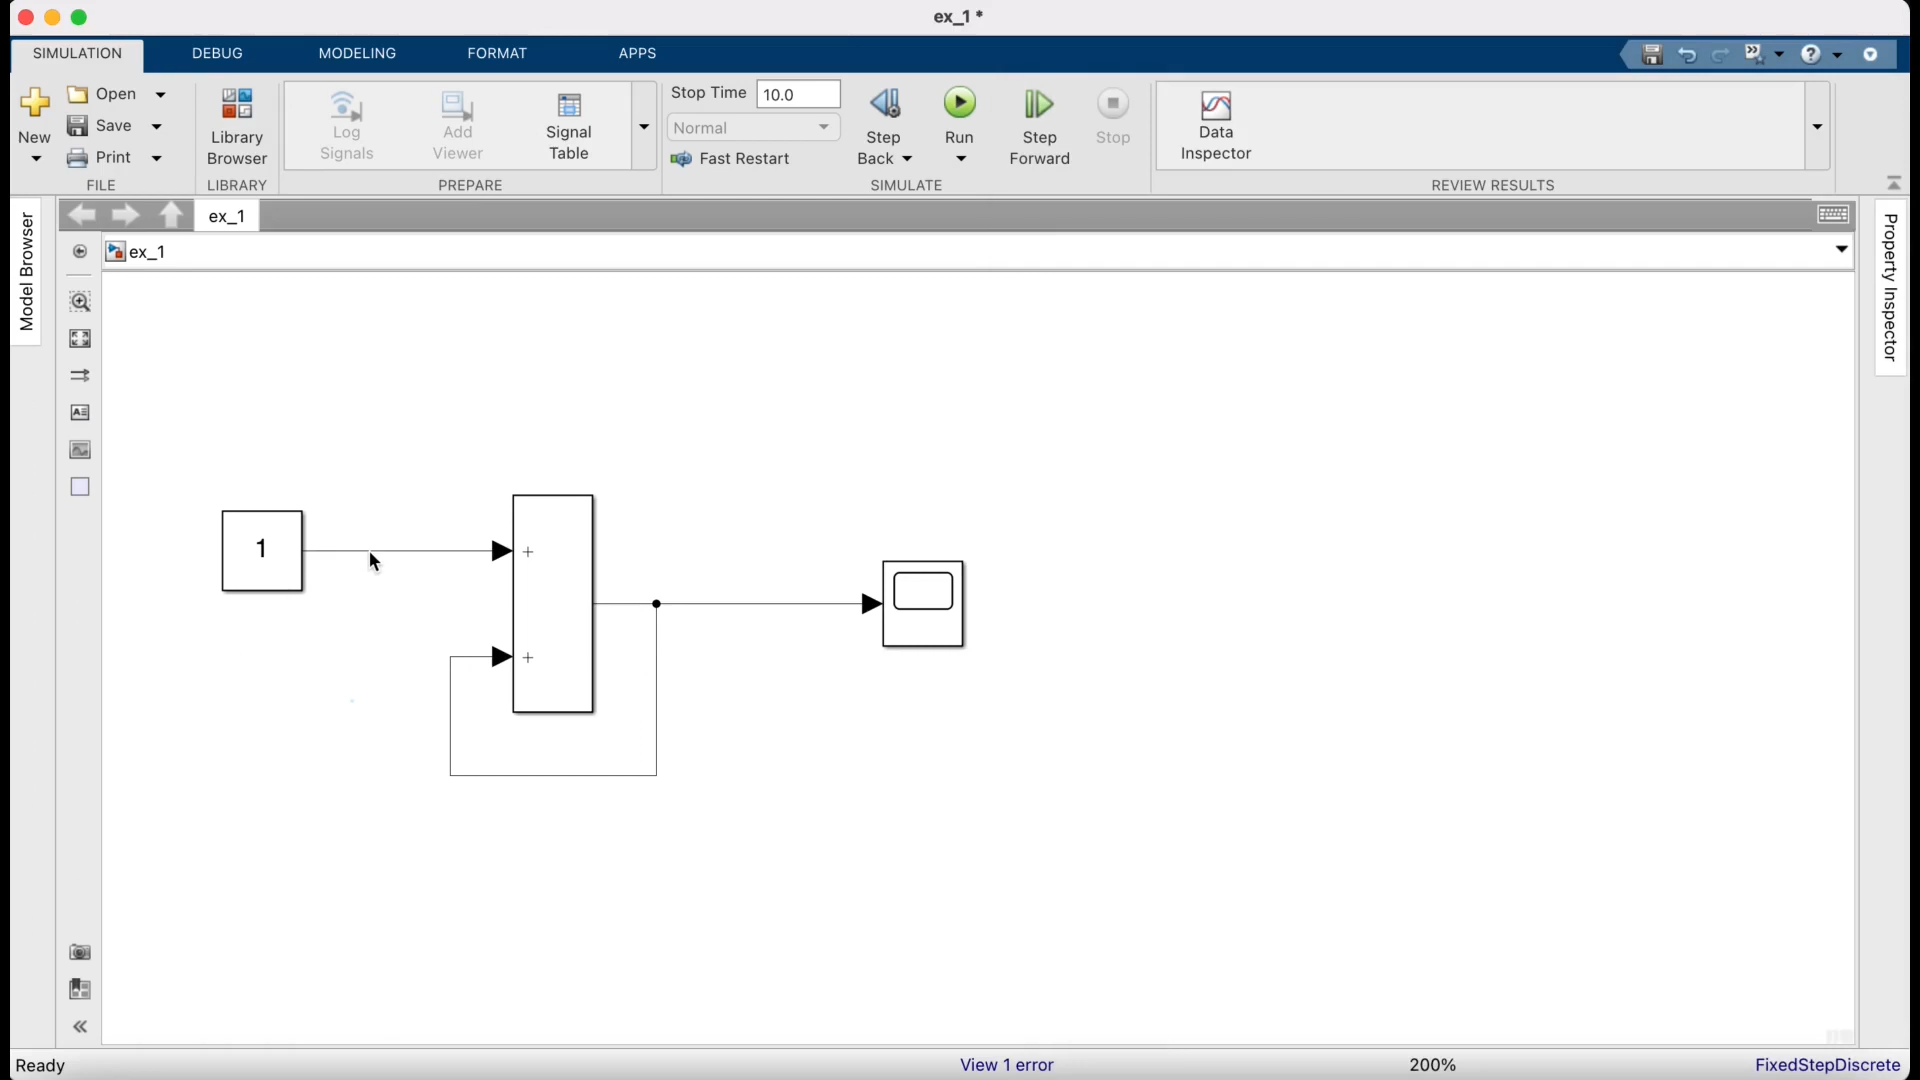 ex_1 *
SIMULATION
DEBUG
MODELING
FORMAT
APPS
New
Open
Save
Print
FILE
Library
Browser
LIBRARY
Log
Signals
Add
Viewer
Signal
Table
PREPARE
Stop Time 10.0
Normal
Fast Restart
Step
Back
Run
Step
Forward
Stop
SIMULATE
Data
Inspector
REVIEW RESULTS
Model Browser
ex_1
ex_1
Property Inspector
1
+
+
Ready
View 1 error
200%
FixedStepDiscrete